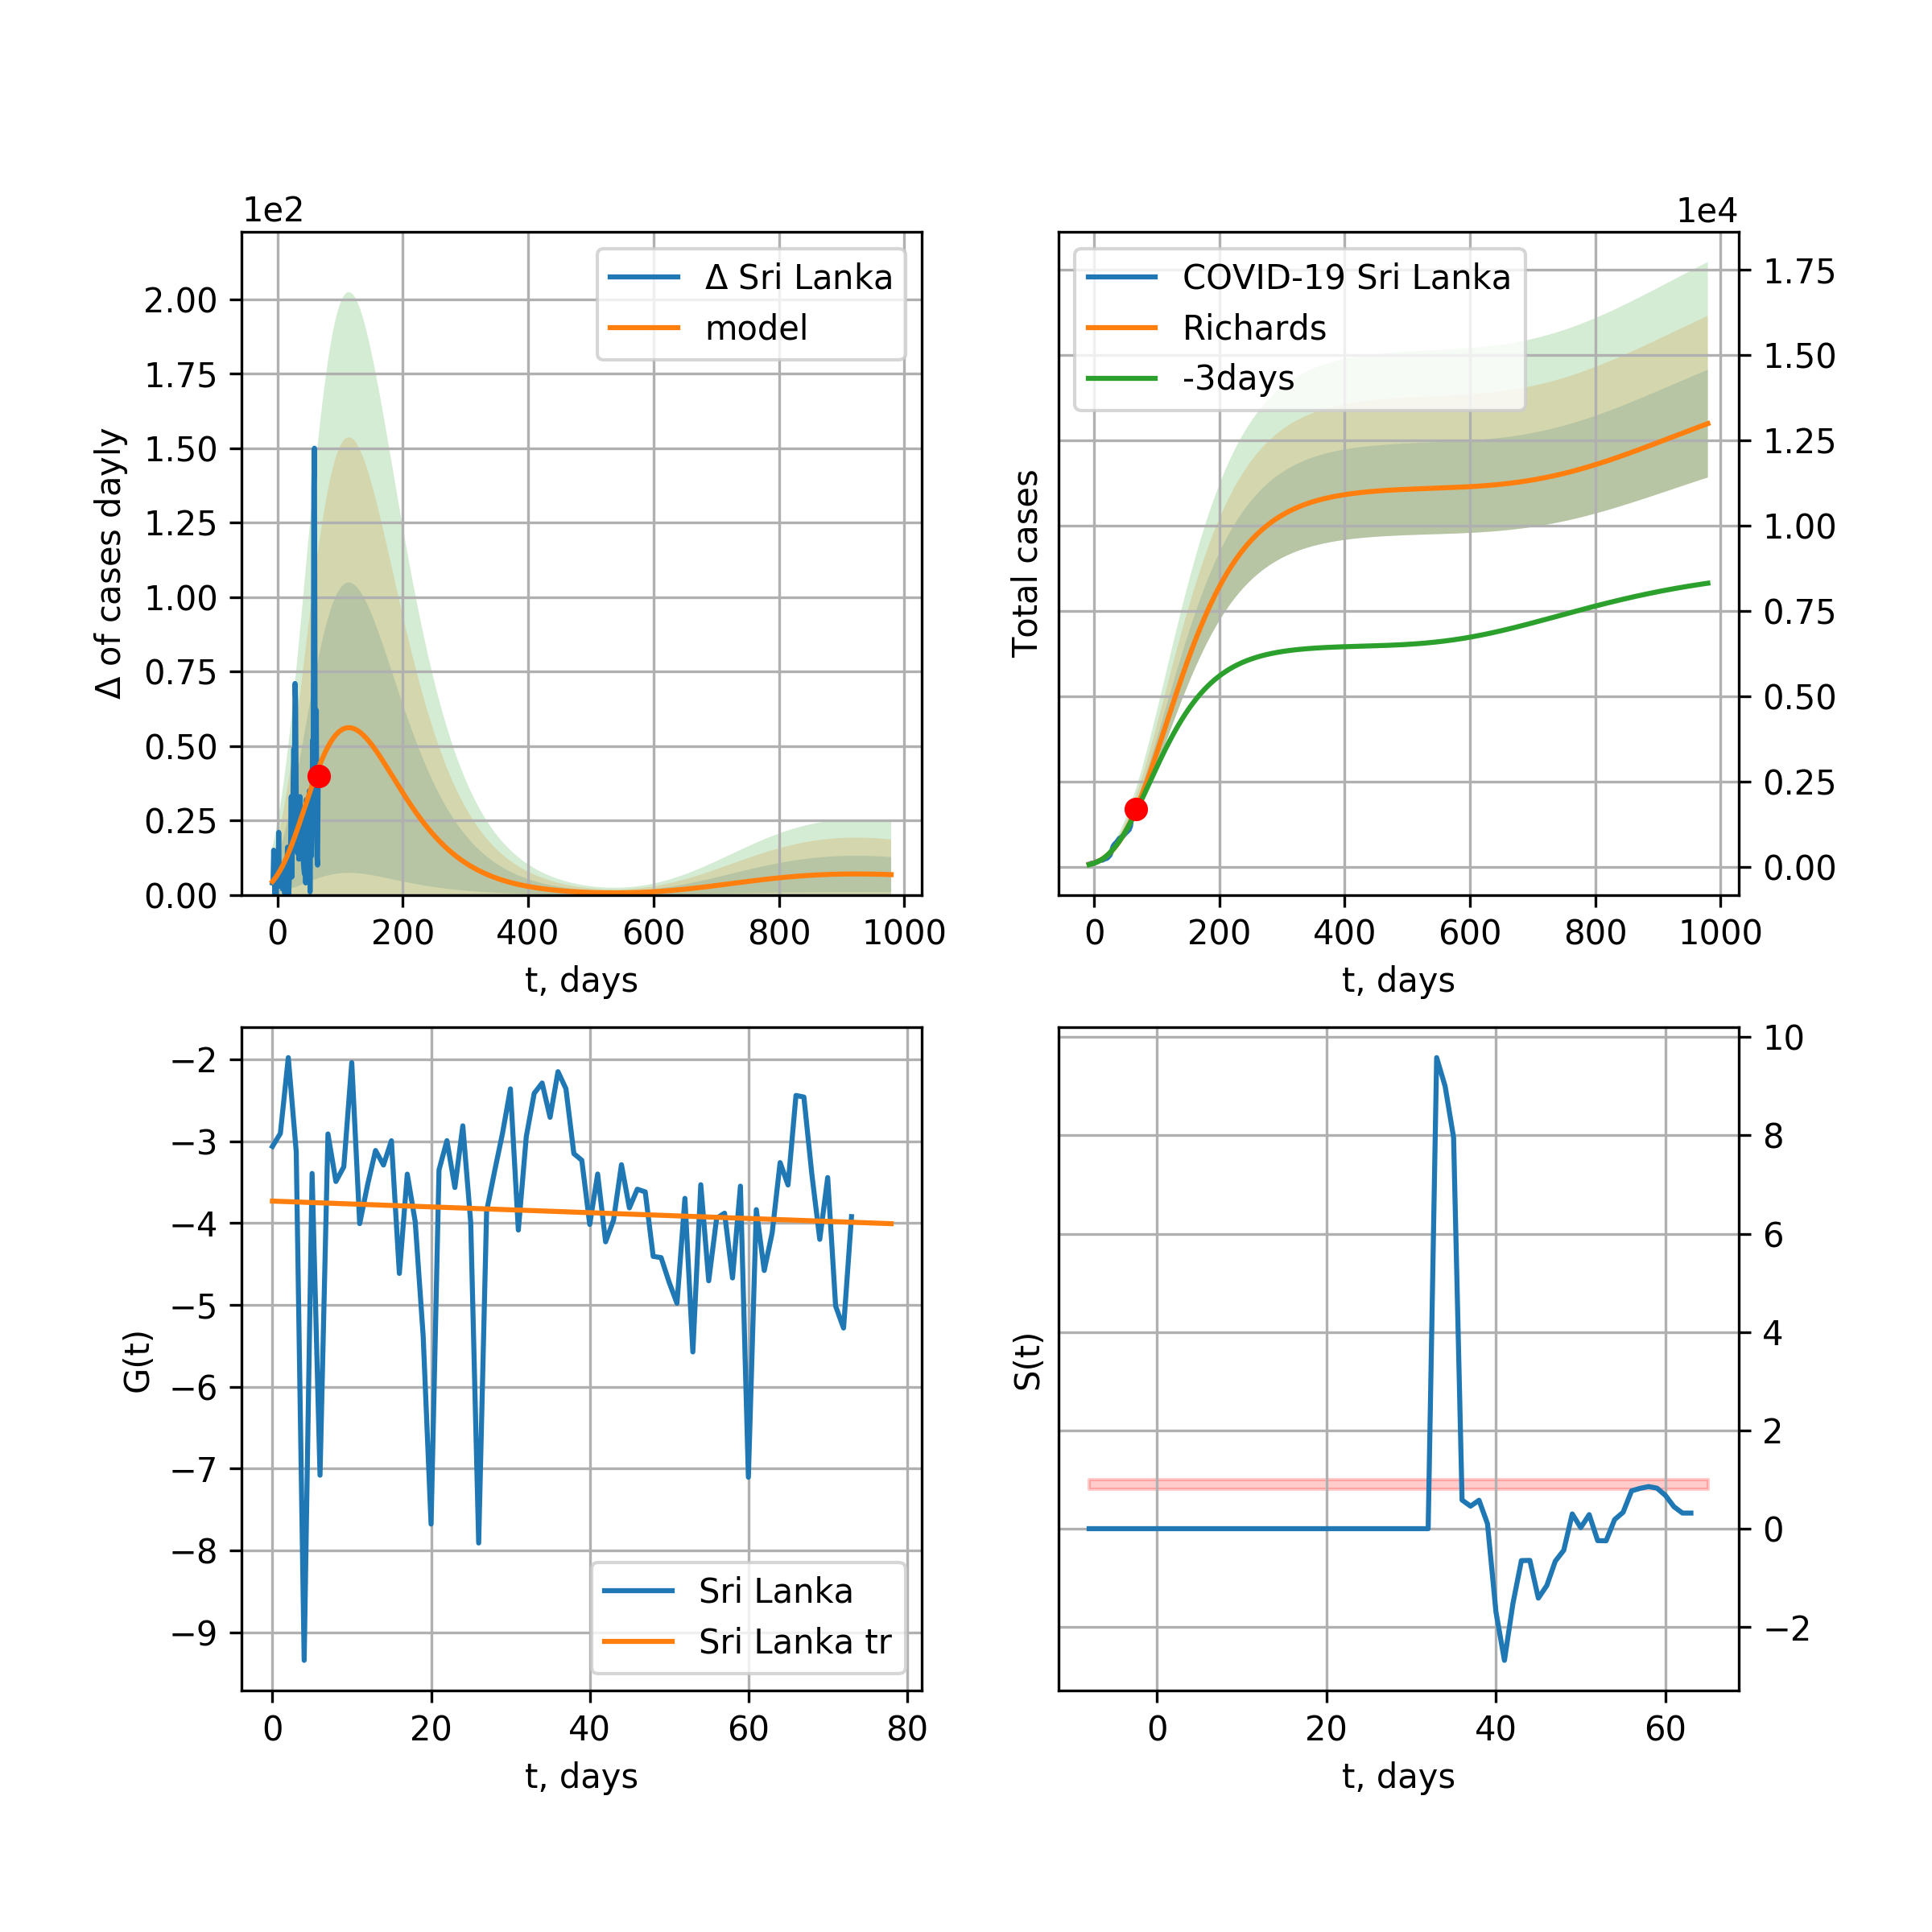 1e2
Δ of cases dayly
2.00
1.75
1.50
1.25
1.00
0.75
0.50
0.25
0.00
Δ Sri Lanka
model
0 200 400 600 800 1000
t, days
1e4
Total cases
COVID-19 Sri Lanka
Richards
-3days
1.75
1.50
1.25
1.00
0.75
0.50
0.25
0.00
0 200 400 600 800 1000
t, days
G(t)
−2
−3
−4
−5
−6
−7
−8
−9
Sri Lanka
Sri Lanka tr
0 20 40 60 80
t, days
S(t)
10
8
6
4
2
0
−2
0 20 40 60
t, days